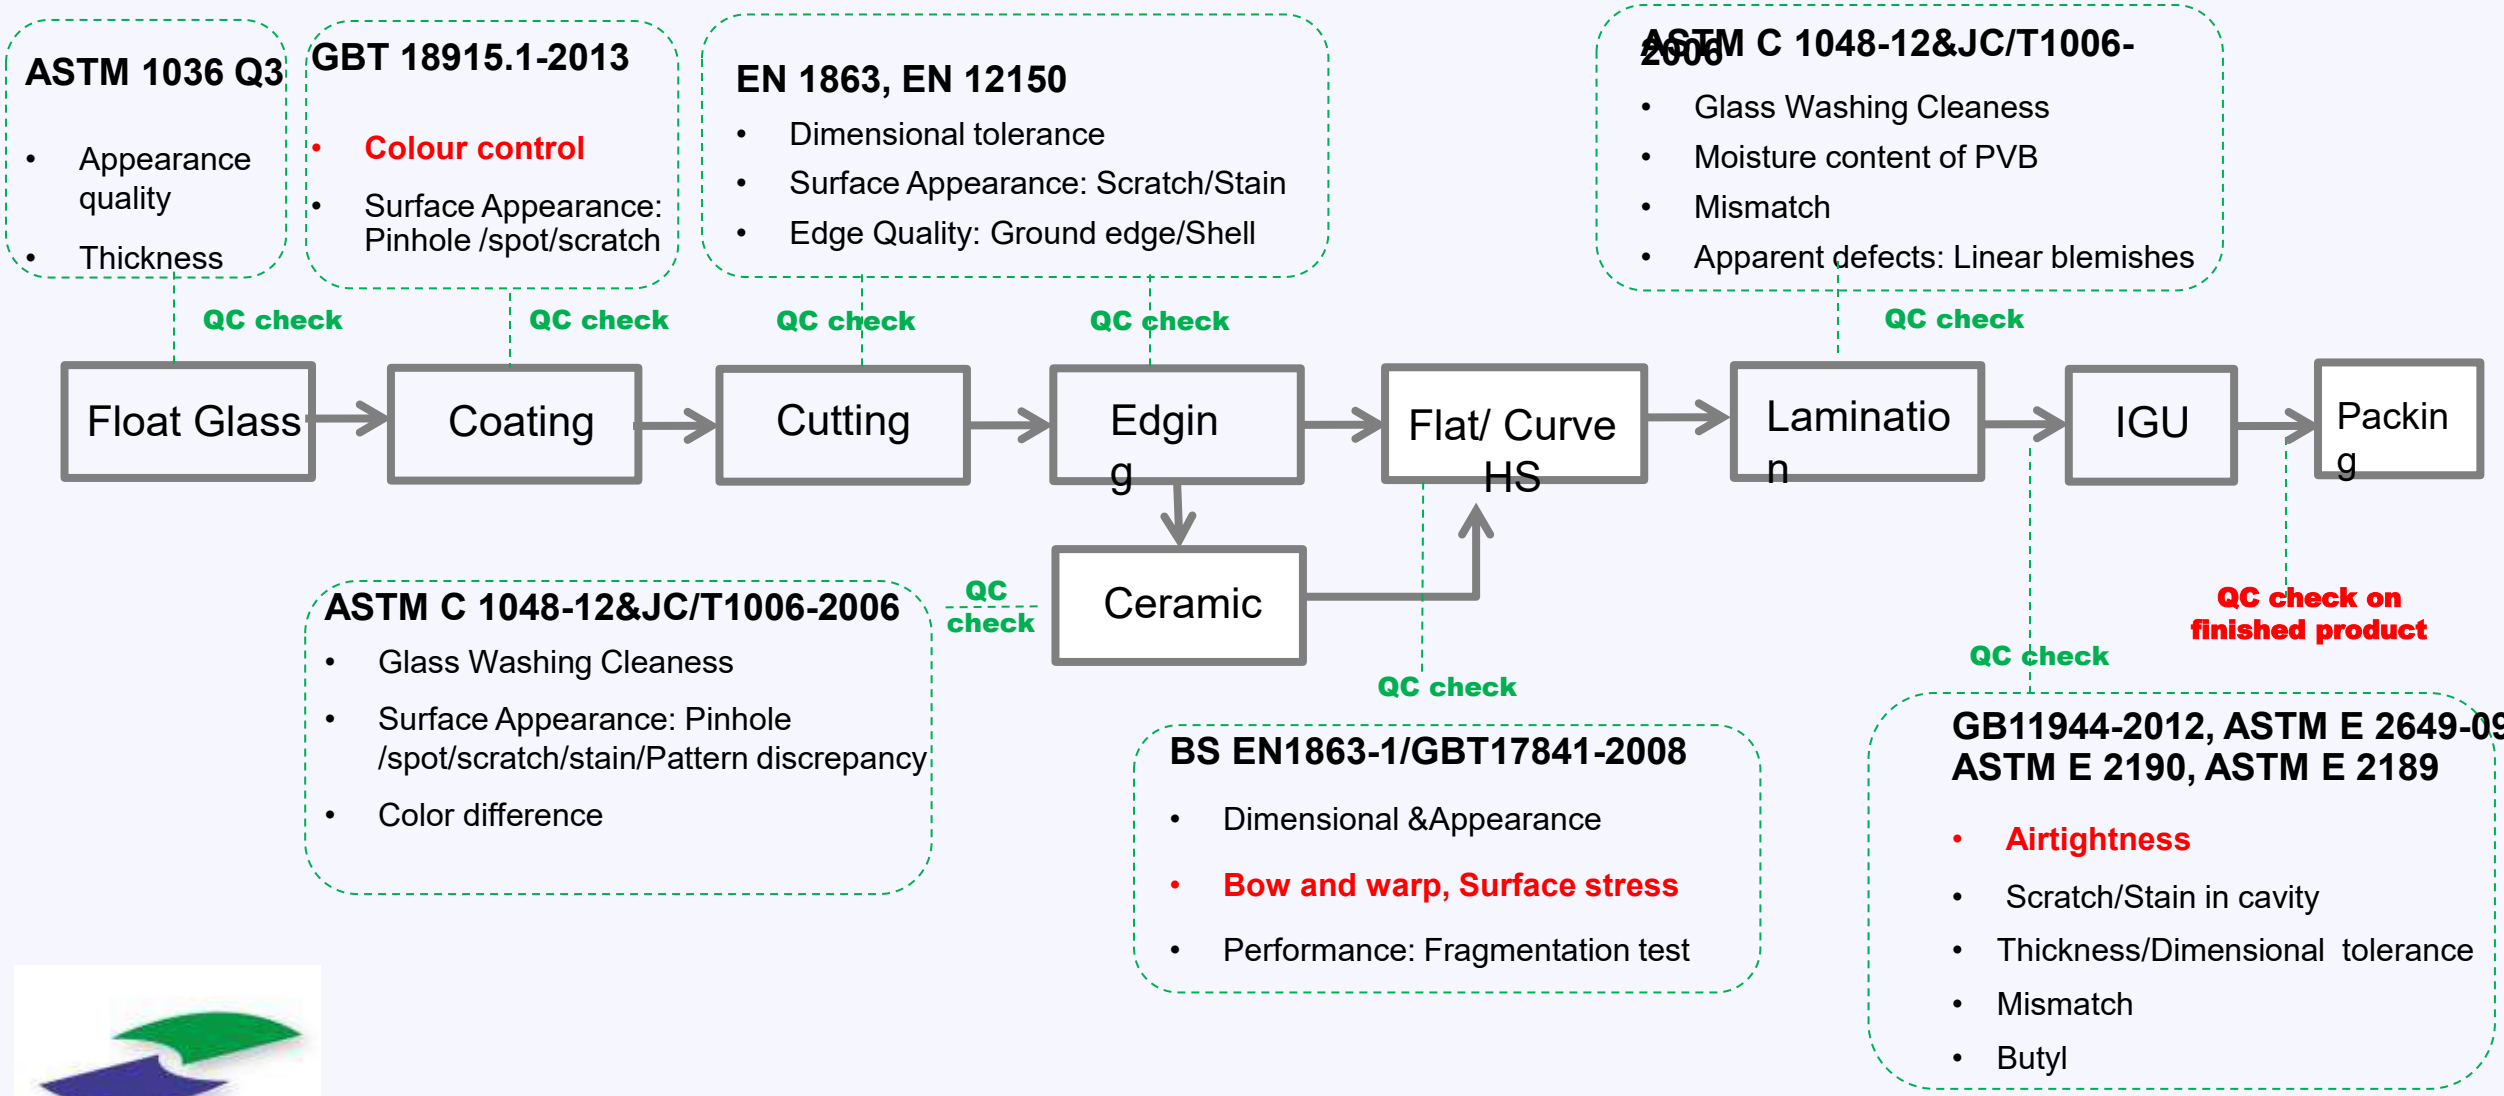 ASTM 1036 Q3
• Appearance
quality
• Thickness
GBT 18915.1-2013
• Colour control
• Surface Appearance:
Pinhole /spot/scratch
EN 1863, EN 12150
• Dimensional tolerance
• Surface Appearance: Scratch/Stain
• Edge Quality: Ground edge/Shell
ASTM C 1048-12&JC/T1006-
2006
• Glass Washing Cleaness
• Moisture content of PVB
• Mismatch
• Apparent defects: Linear blemishes
QC check
QC check
QC check
QC check
QC check
Float Glass
Coating
Cutting
Edgin
g
Flat/ Curve
HS
Laminatio
n
IGU
Packin
g
Ceramic
QC
check
QC check
QC check
QC check on
finished product
ASTM C 1048-12&JC/T1006-2006
• Glass Washing Cleaness
• Surface Appearance: Pinhole
/spot/scratch/stain/Pattern discrepancy
• Color difference
BS EN1863-1/GBT17841-2008
• Dimensional &Appearance
• Bow and warp, Surface stress
• Performance: Fragmentation test
GB11944-2012, ASTM E 2649-09
ASTM E 2190, ASTM E 2189
• Airtightness
• Scratch/Stain in cavity
• Thickness/Dimensional tolerance
• Mismatch
• Butyl